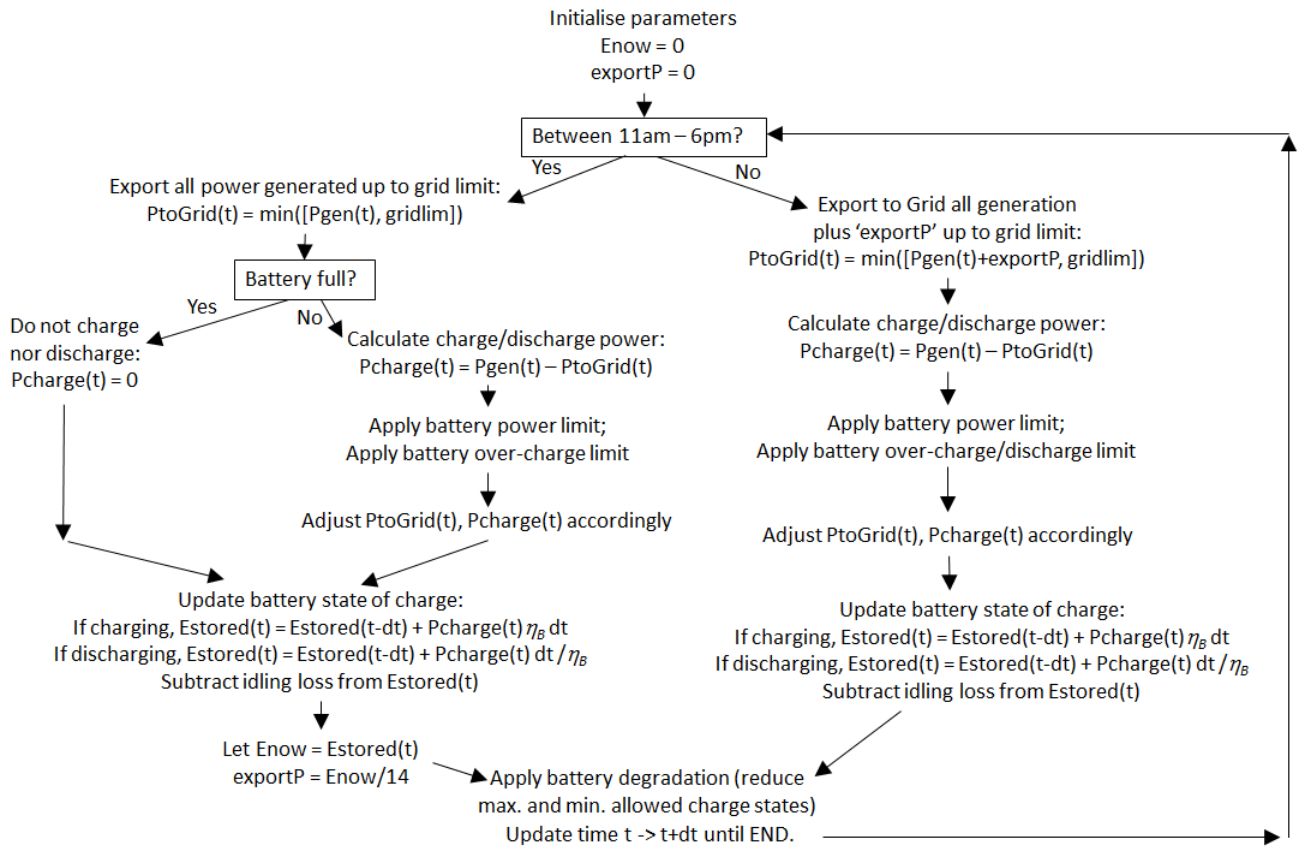 Initialise parameters
Enow = 0
exportP = 0
Between 11am – 6pm?
Yes
No
Export all power generated up to grid limit:
PtoGrid(t) = min([Pgen(t), gridlim])
Battery full?
Yes
No
Do not charge
nor discharge:
Pcharge(t) = 0
Calculate charge/discharge power:
Pcharge(t) = Pgen(t) – PtoGrid(t)
Apply battery power limit;
Apply battery over-charge limit
Adjust PtoGrid(t), Pcharge(t) accordingly
Update battery state of charge:
If charging, Estored(t) = Estored(t-dt) + Pcharge(t) η_B dt
If discharging, Estored(t) = Estored(t-dt) + Pcharge(t) dt / η_B
Subtract idling loss from Estored(t)
Let Enow = Estored(t)
exportP = Enow/14
Export to Grid all generation
plus ‘exportP’ up to grid limit:
PtoGrid(t) = min([Pgen(t)+exportP, gridlim])
Calculate charge/discharge power:
Pcharge(t) = Pgen(t) – PtoGrid(t)
Apply battery power limit;
Apply battery over-charge/discharge limit
Adjust PtoGrid(t), Pcharge(t) accordingly
Update battery state of charge:
If charging, Estored(t) = Estored(t-dt) + Pcharge(t) η_B dt
If discharging, Estored(t) = Estored(t-dt) + Pcharge(t) dt / η_B
Subtract idling loss from Estored(t)
Apply battery degradation (reduce
max. and min. allowed charge states)
Update time t -> t+dt until END.